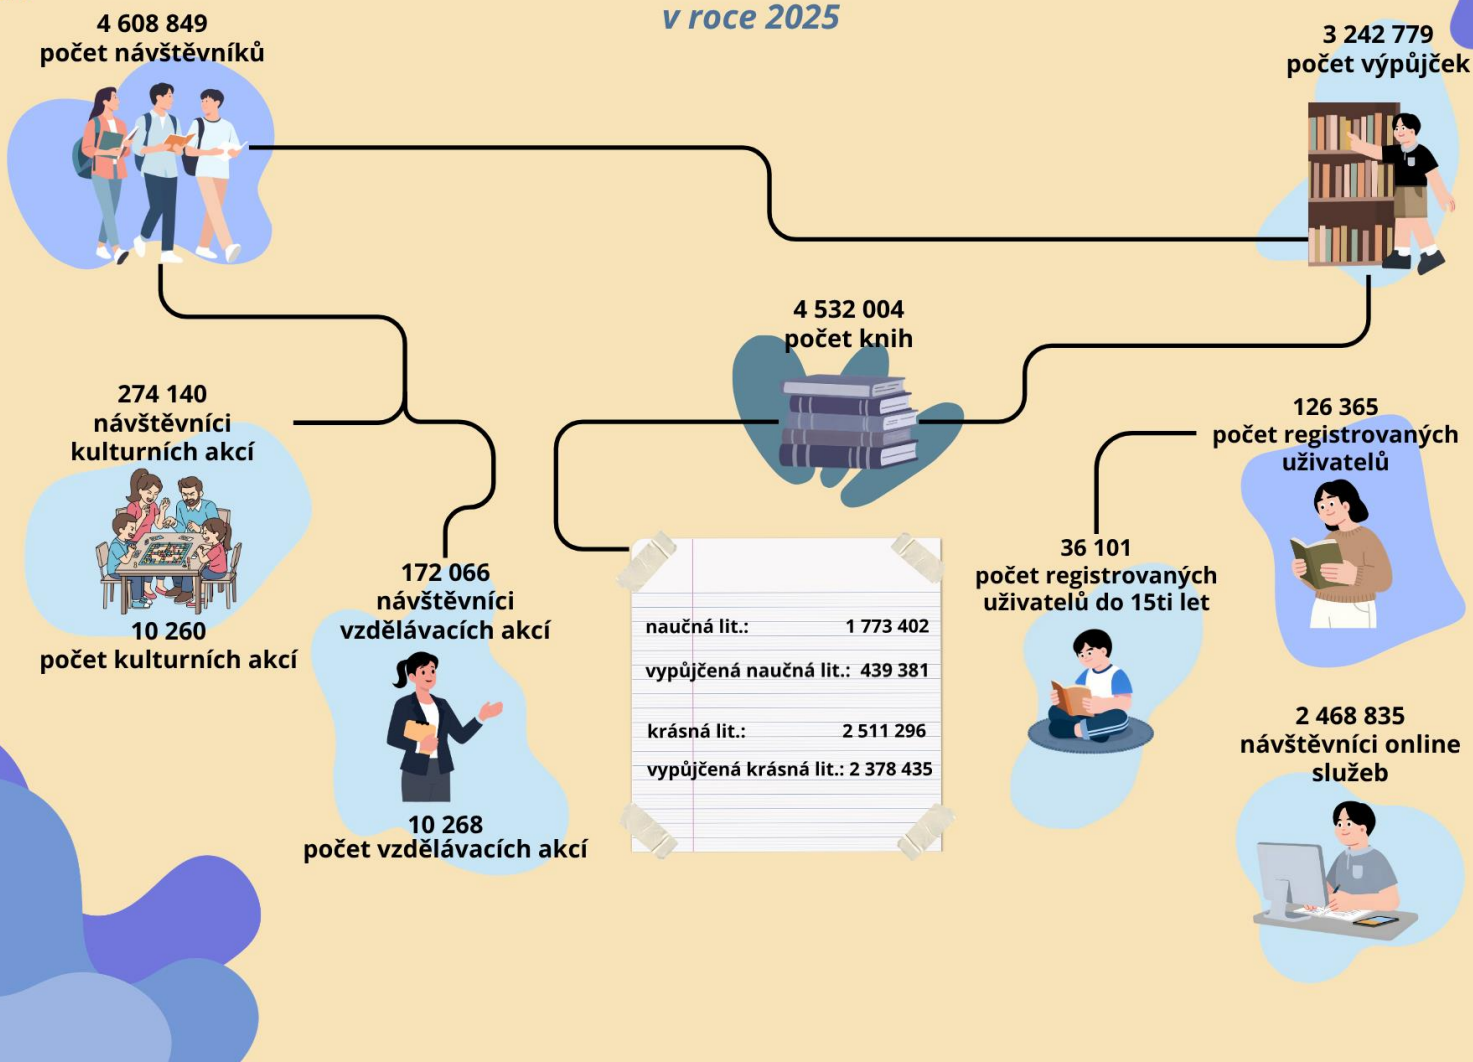 v roce 2025
4 608 849
počet návštěvníků
3 242 779
počet výpůjček
4 532 004
počet knih
274 140
návštěvníci
kulturních akcí
10 260
počet kulturních akcí
172 066
návštěvníci
vzdělávacích akcí
10 268
počet vzdělávacích akcí
naučná lit.: 1 773 402
vypůjčená naučná lit.: 439 381
krásná lit.: 2 511 296
vypůjčená krásná lit.: 2 378 435
126 365
počet registrovaných
uživatelů
36 101
počet registrovaných
uživatelů do 15ti let
2 468 835
návštěvníci online
služeb